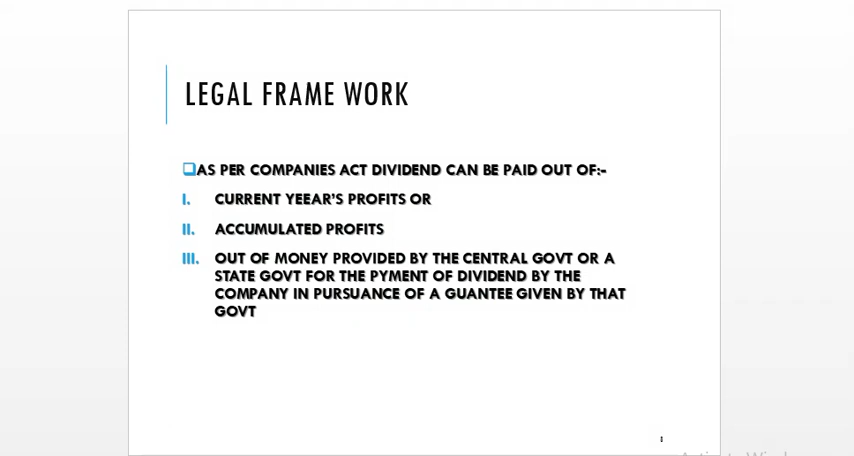 LEGAL FRAME WORK
❑AS PER COMPANIES ACT DIVIDEND CAN BE PAID OUT OF:-
I. CURRENT YEEAR'S PROFITS OR
II. ACCUMULATED PROFITS
III. OUT OF MONEY PROVIDED BY THE CENTRAL GOVT OR A
STATE GOVT FOR THE PYMENT OF DIVIDEND BY THE
COMPANY IN PURSUANCE OF A GUANTEE GIVEN BY THAT
GOVT